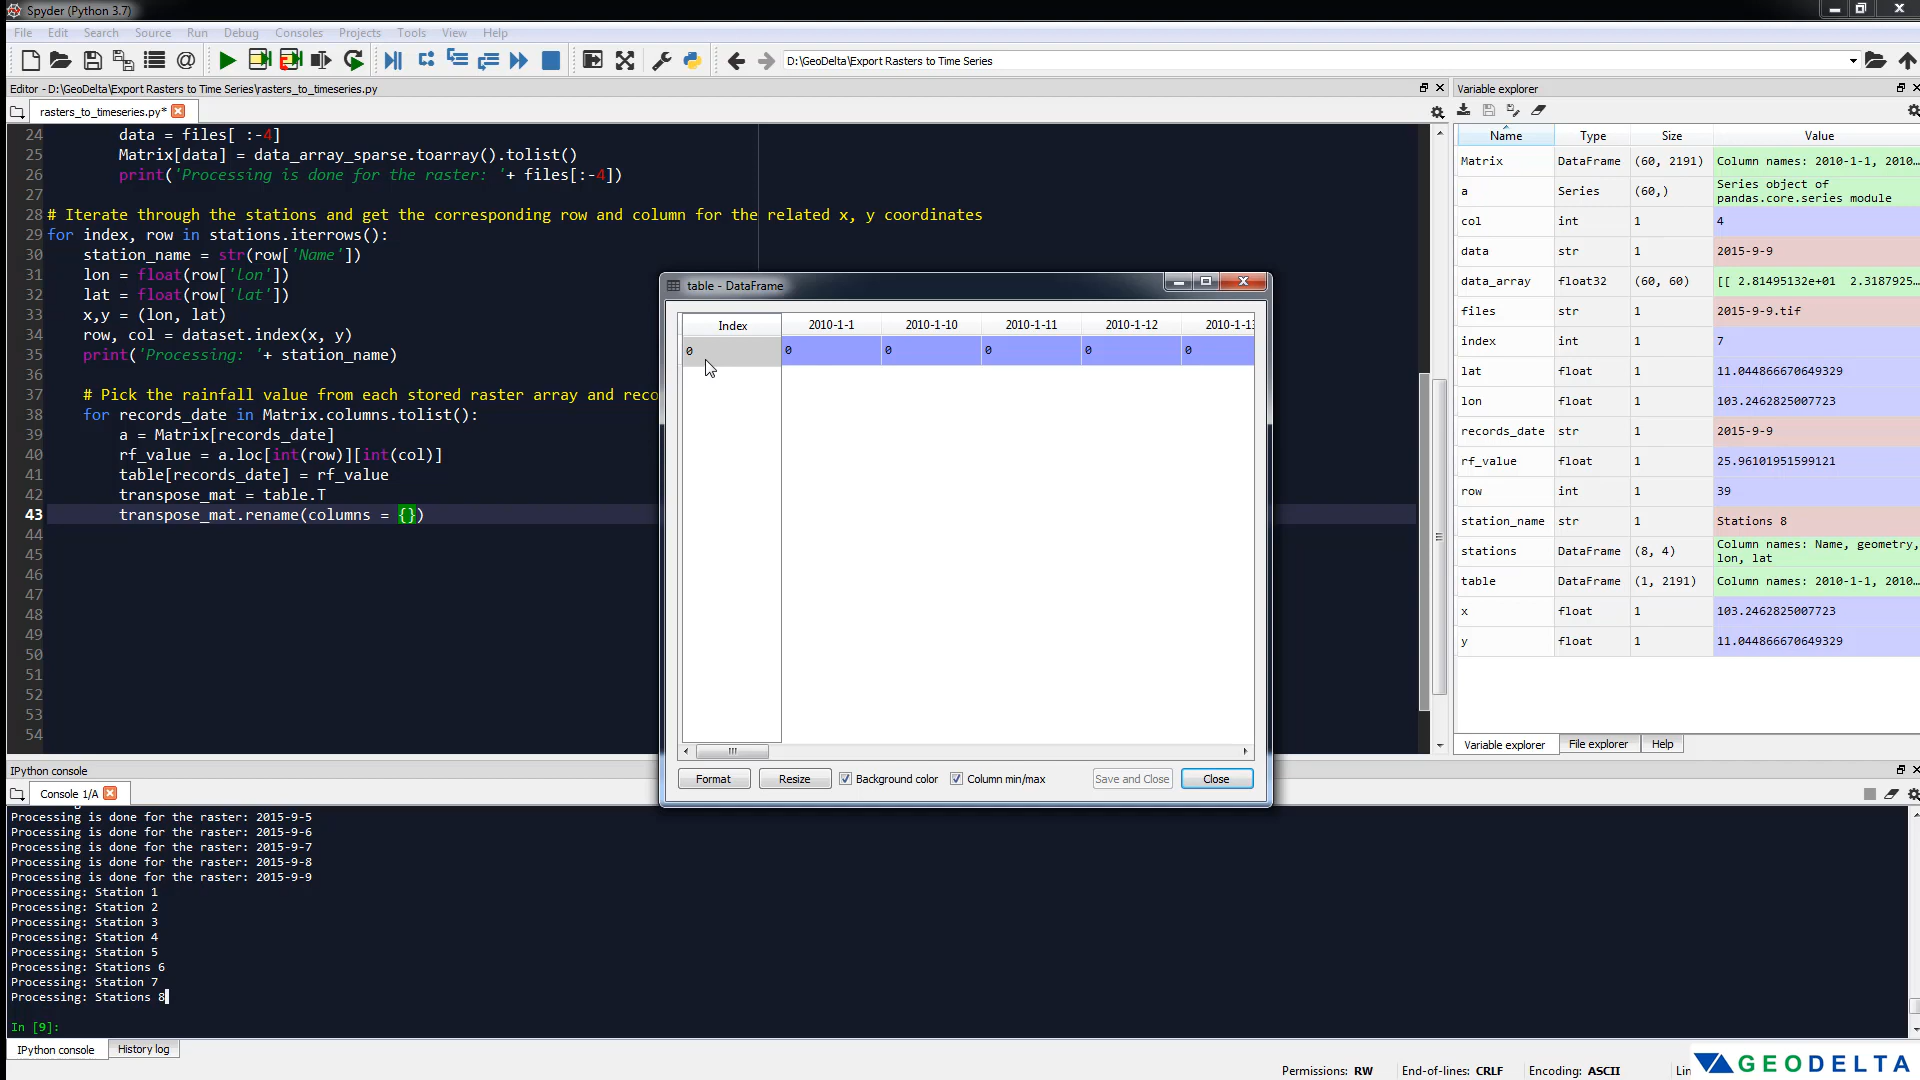 Spyder (Python 3.7)
File Edit Search Source Run Debug Consoles Projects Tools View Help
D:\GeoDelta\Export Rasters to Time Series
Editor - D:\GeoDelta\Export Rasters to Time Series\rasters_to_timeseries.py
rasters_to_timeseries.py*
24 data = files[ :-4]
25 Matrix[data] = data_array_sparse.toarray().tolist()
26 print('Processing is done for the raster: '+ files[:-4])
27
28 # Iterate through the stations and get the corresponding row and column for the related x, y coordinates
29 for index, row in stations.iterrows():
30 station_name = str(row['Name'])
31 lon = float(row['lon'])
32 lat = float(row['lat'])
33 x,y = (lon, lat)
34 row, col = dataset.index(x, y)
35 print('Processing: '+ station_name)
36
37 # Pick the rainfall value from each stored raster array and reco
38 for records_date in Matrix.columns.tolist():
39 a = Matrix[records_date]
40 rf_value = a.loc[int(row)][int(col)]
41 table[records_date] = rf_value
42 transpose_mat = table.T
43 transpose_mat.rename(columns = {})
44
45
46
47
48
49
50
51
52
53
54
table - DataFrame
Index 2010-1-1 2010-1-10 2010-1-11 2010-1-12 2010-1-13
0 0 0 0 0 0
Format Resize Background color Column min/max Save and Close Close
Variable explorer
Name Type Size Value
Matrix DataFrame (60, 2191) Column names: 2010-1-1, 2010...
a Series (60,) Series object of
pandas.core.series module
col int 1 4
data str 1 2015-9-9
data_array float32 (60, 60) [[ 2.81495132e+01 2.3187925...
files str 1 2015-9-9.tif
index int 1 7
lat float 1 11.044866670649329
lon float 1 103.2462825007723
records_date str 1 2015-9-9
rf_value float 1 25.96101951599121
row int 1 39
station_name str 1 Stations 8
stations DataFrame (8, 4) Column names: Name, geometry,
lon, lat
table DataFrame (1, 2191) Column names: 2010-1-1, 2010...
x float 1 103.2462825007723
y float 1 11.044866670649329
Variable explorer File explorer Help
IPython console
Console 1/A
Processing is done for the raster: 2015-9-5
Processing is done for the raster: 2015-9-6
Processing is done for the raster: 2015-9-7
Processing is done for the raster: 2015-9-8
Processing is done for the raster: 2015-9-9
Processing: Station 1
Processing: Station 2
Processing: Station 3
Processing: Station 4
Processing: Station 5
Processing: Stations 6
Processing: Station 7
Processing: Stations 8
In [9]:
IPython console History log
Permissions: RW End-of-lines: CRLF Encoding: ASCII Lin
GEODELTA